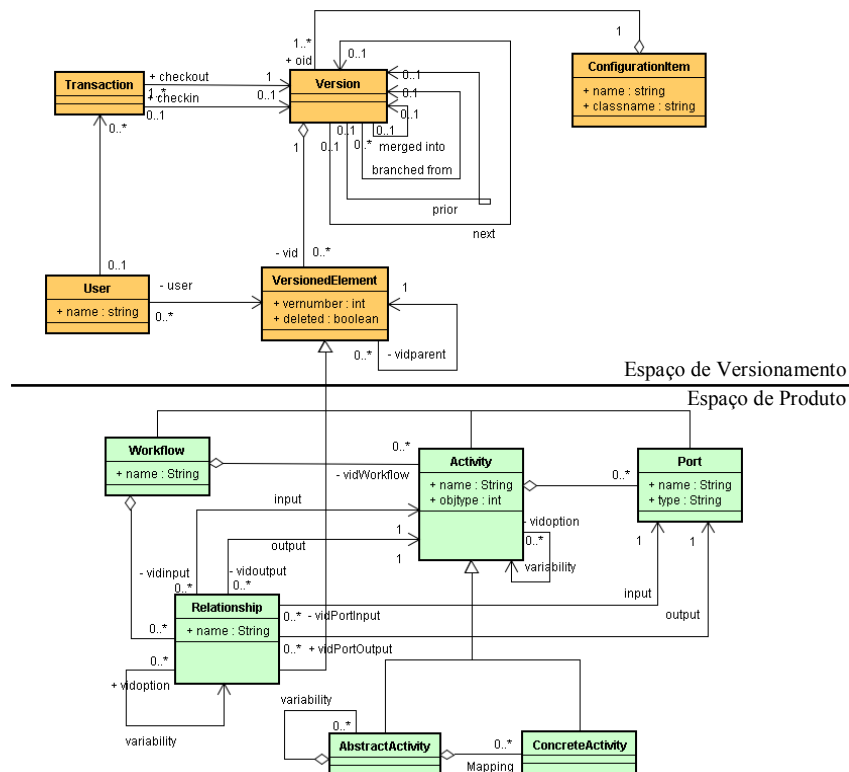 1..*
+ oid
1
0..1
ConfigurationItem
+ name : string
+ classname : string
Transaction
+ checkout
1
1..*
+ checkin
0..1
0..1
Version
0..1
0..1
0..1
0..1
0..*
1
0..1
0..1
0..*
0..1
merged into
branched from
prior
next
- vid
0..*
0..1
User
+ name : string
- user
0..*
VersionedElement
+ vernumber : int
+ deleted : boolean
1
0..*
- vidparent
Espaço de Versionamento
Espaço de Produto
Workflow
+ name : String
0..*
- vidWorkflow
Activity
+ name : String
+ objtype : int
0..*
Port
+ name : String
+ type : String
input
output
1
1
- vidoption
0..*
variability
1
1
- vidinput
0..*
- vidoutput
0..*
input
output
Relationship
+ name : String
0..*
- vidPortInput
0..*
+ vidPortOutput
0..*
0..*
+ vidoption
variability
variability
0..*
AbstractActivity
0..*
Mapping
ConcreteActivity